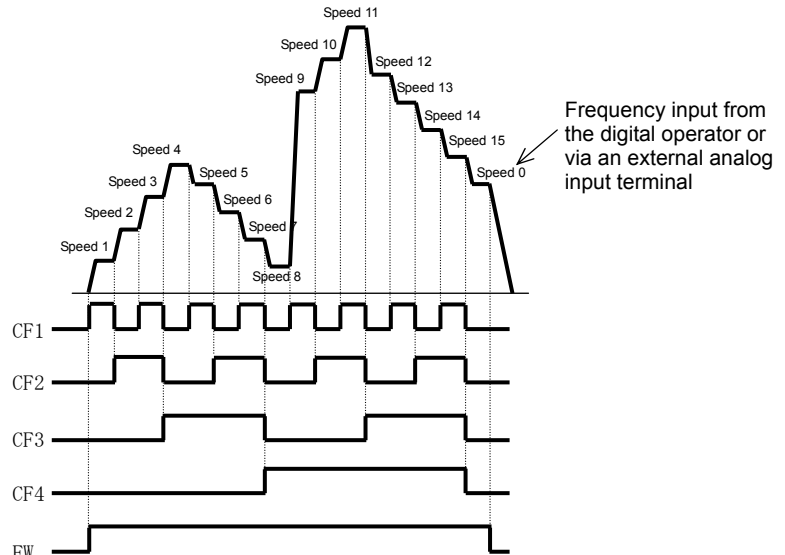 Speed 11
Speed 10
Speed 12
Speed 9
Speed 13
Speed 14
Speed 15
Speed 0
Frequency input from
the digital operator or
via an external analog
input terminal
Speed 4
Speed 5
Speed 3
Speed 6
Speed 2
Speed 7
Speed 1
Speed 8
CF1
CF2
CF3
CF4
FW